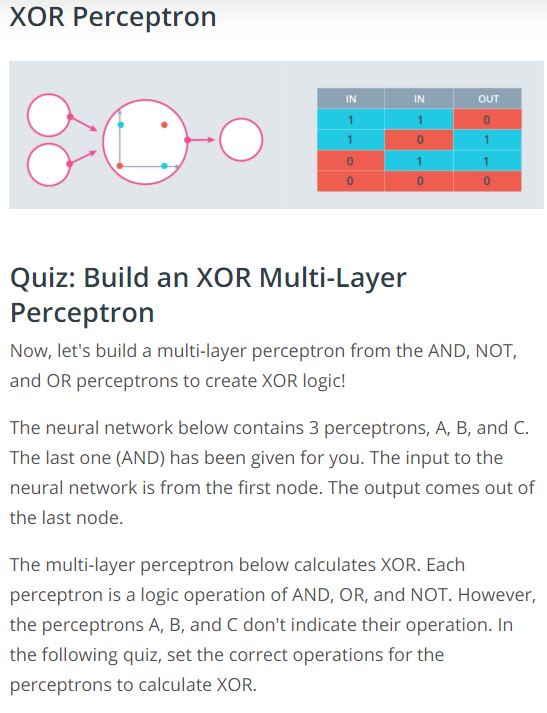 XOR Perceptron
IN IN OUT
1 1 0
1 0 1
0 1 1
0 0 0
Quiz: Build an XOR Multi-Layer
Perceptron
Now, let's build a multi-layer perceptron from the AND, NOT,
and OR perceptrons to create XOR logic!
The neural network below contains 3 perceptrons, A, B, and C.
The last one (AND) has been given for you. The input to the
neural network is from the first node. The output comes out of
the last node.
The multi-layer perceptron below calculates XOR. Each
perceptron is a logic operation of AND, OR, and NOT. However,
the perceptrons A, B, and C don't indicate their operation. In
the following quiz, set the correct operations for the
perceptrons to calculate XOR.